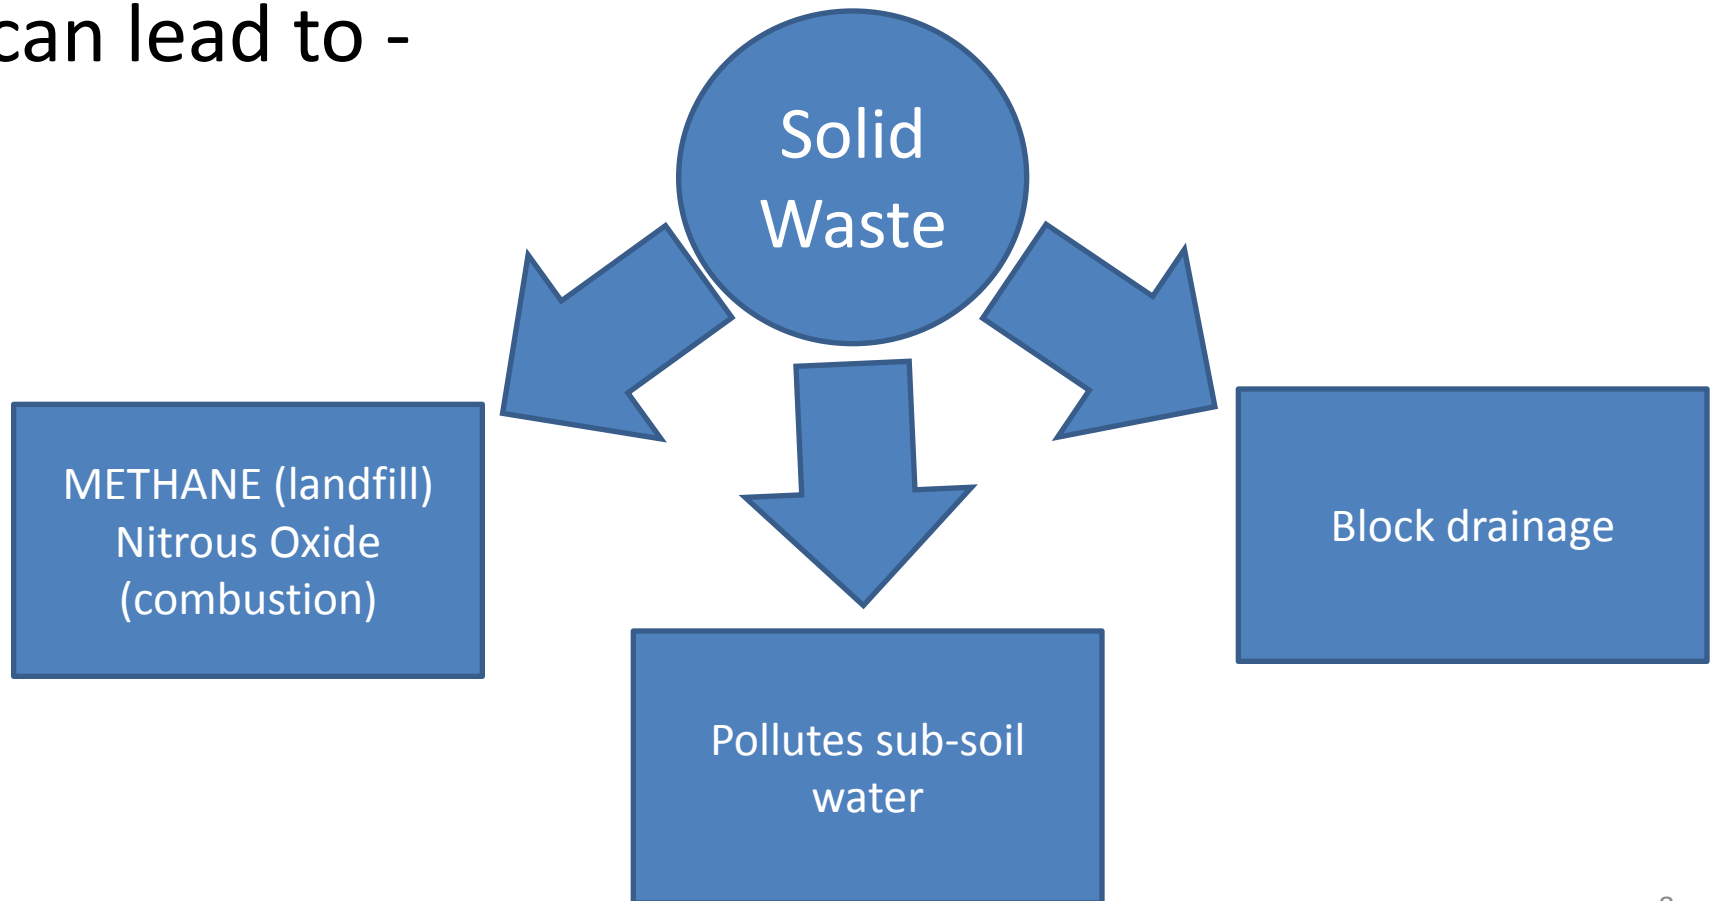 can lead to -
Solid
Waste
METHANE (landfill)
Nitrous Oxide
(combustion)
Pollutes sub-soil
water
Block drainage